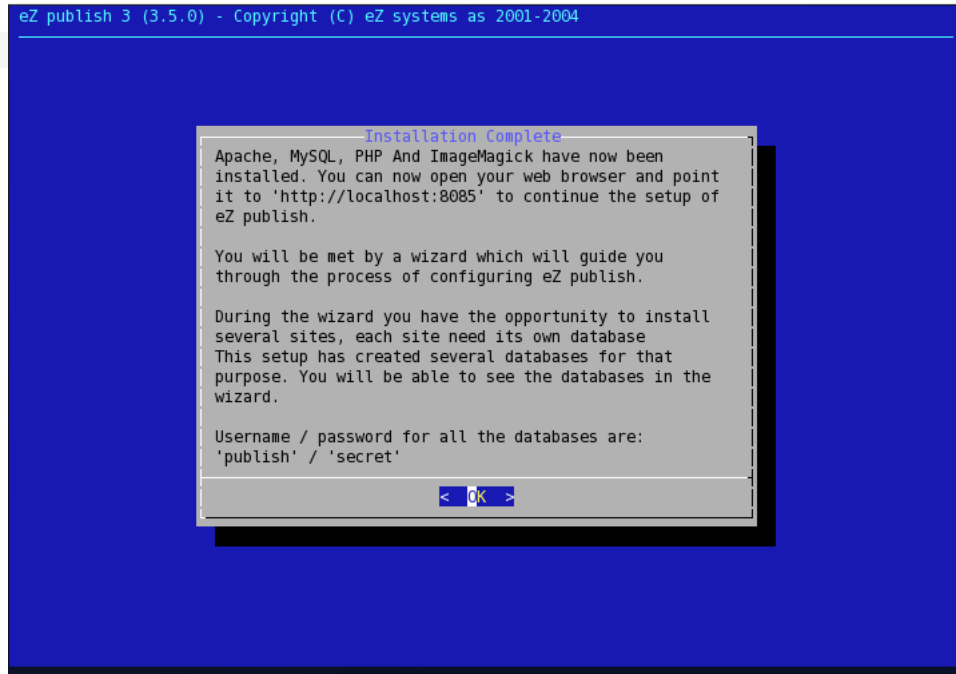 eZ publish 3 (3.5.0) - Copyright (C) eZ systems as 2001-2004
Installation Complete
Apache, MySQL, PHP And ImageMagick have now been
installed. You can now open your web browser and point
it to 'http://localhost:8085' to continue the setup of
eZ publish.
You will be met by a wizard which will guide you
through the process of configuring eZ publish.
During the wizard you have the opportunity to install
several sites, each site need its own database
This setup has created several databases for that
purpose. You will be able to see the databases in the
wizard.
Username / password for all the databases are:
'publish' / 'secret'
< OK >